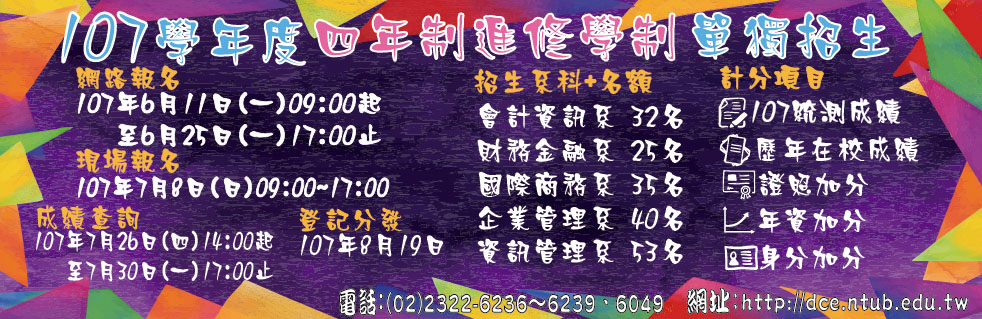 107學年度四年制進修學制單獨招生
網路報名
107年6月11日(一)09:00起
至6月25日(一)17:00止
現場報名
107年7月8日(日)09:00~17:00
成績查詢
107年7月26日(四)14:00起
至7月30日(一)17:00止
登記分發
107年8月19日
招生系科+名額
會計資訊系 32名
財務金融系 25名
國際商務系 35名
企業管理系 40名
資訊管理系 53名
計分項目
107統測成績
歷年在校成績
證照加分
年資加分
身分加分
電話:(02)2322-6236～6239、6049 網址:http://dce.ntub.edu.tw